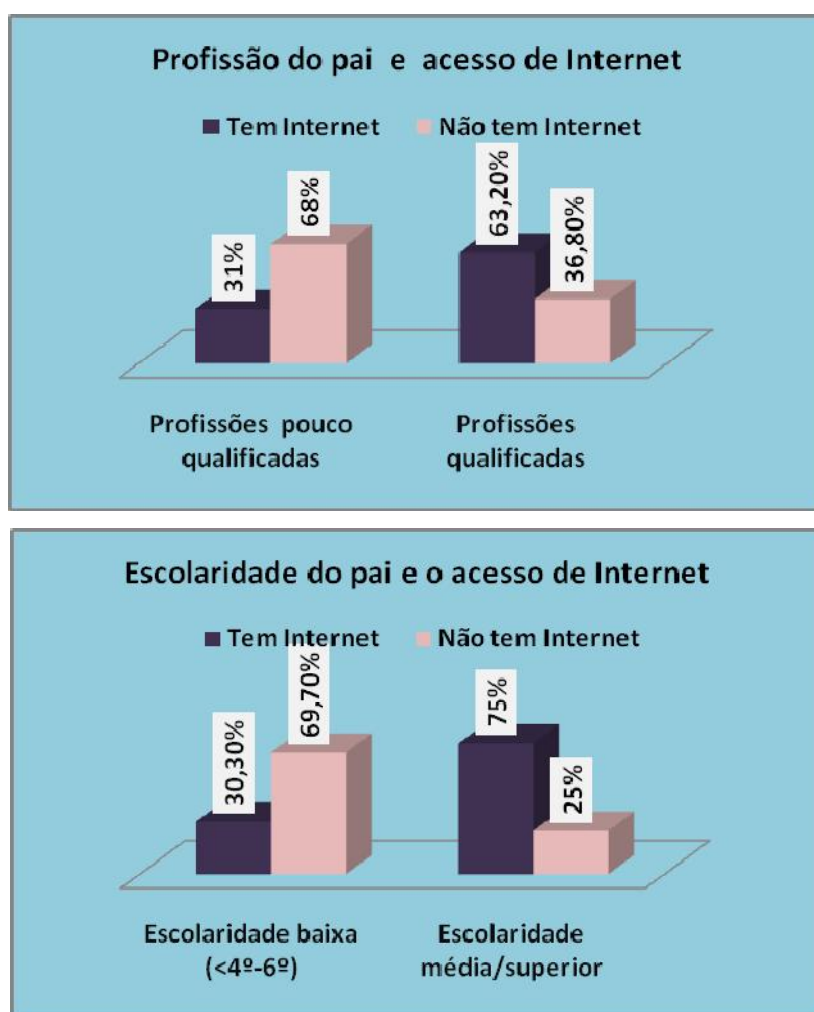 Profissão do pai e acesso de Internet
Tem Internet Não tem Internet
31% 68% 63,20% 36,80%
Profissões pouco qualificadas
Profissões qualificadas
Escolaridade do pai e o acesso de Internet
Tem Internet Não tem Internet
30,30% 69,70% 75% 25%
Escolaridade baixa
(<4º-6º)
Escolaridade
média/superior